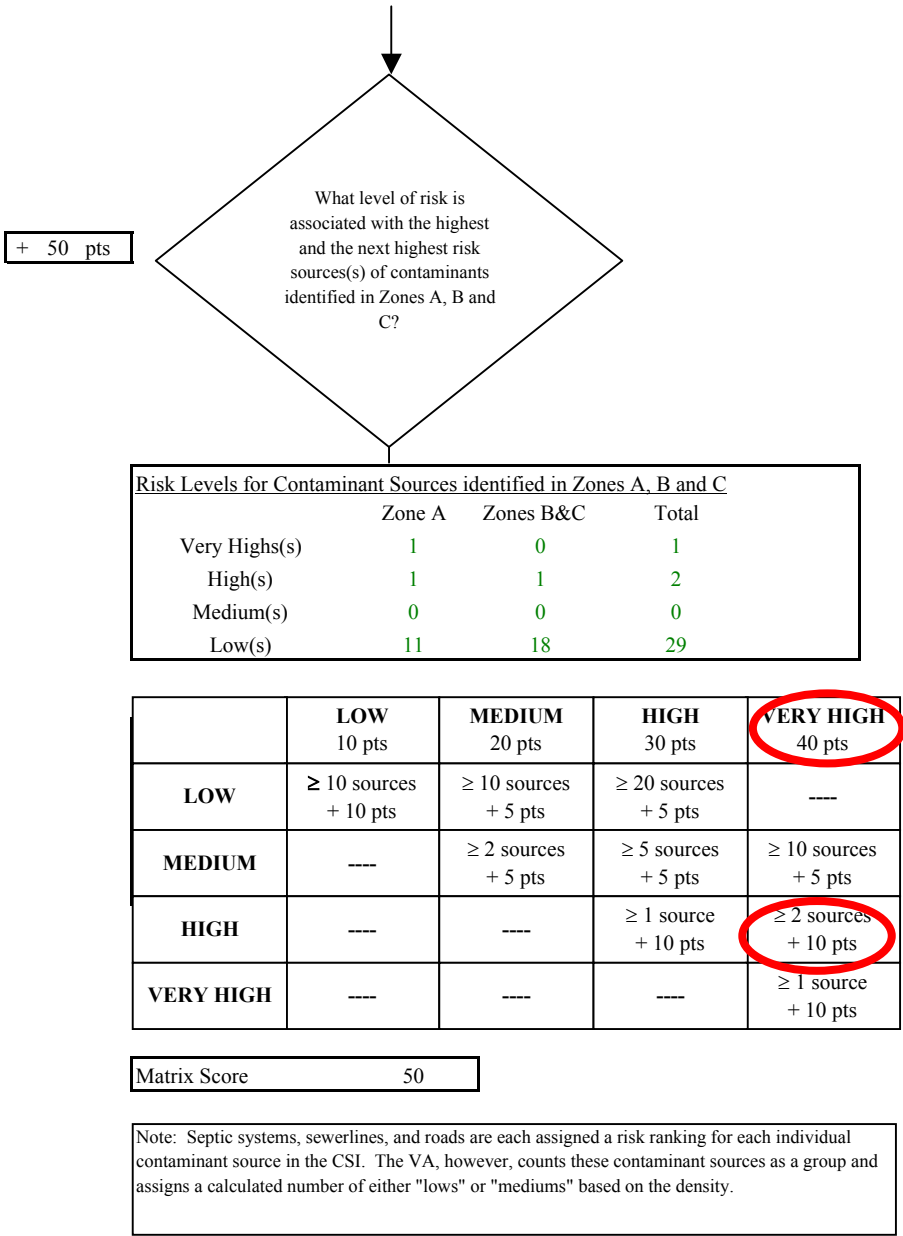 What level of risk is
associated with the highest
and the next highest risk
sources(s) of contaminants
identified in Zones A, B and
C?
+ 50 pts
Risk Levels for Contaminant Sources identified in Zones A, B and C
Zone A Zones B&C Total
Very Highs(s) 1 0 1
High(s) 1 1 2
Medium(s) 0 0 0
Low(s) 11 18 29
LOW MEDIUM HIGH VERY HIGH
10 pts 20 pts 30 pts 40 pts
LOW ≥ 10 sources ≥ 10 sources ≥ 20 sources ----
+ 10 pts + 5 pts + 5 pts
MEDIUM ---- ≥ 2 sources ≥ 5 sources ≥ 10 sources
+ 5 pts + 5 pts + 5 pts
HIGH ---- ---- ≥ 1 source ≥ 2 sources
+ 10 pts + 10 pts
VERY HIGH ---- ---- ---- ≥ 1 source
+ 10 pts
Matrix Score 50
Note: Septic systems, sewerlines, and roads are each assigned a risk ranking for each individual
contaminant source in the CSI. The VA, however, counts these contaminant sources as a group and
assigns a calculated number of either "lows" or "mediums" based on the density.